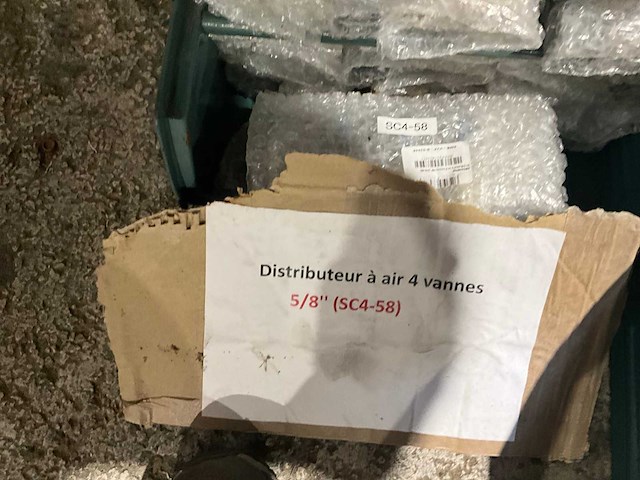 SC4-58
Distributeur à air 4 vannes
5/8" (SC4-58)